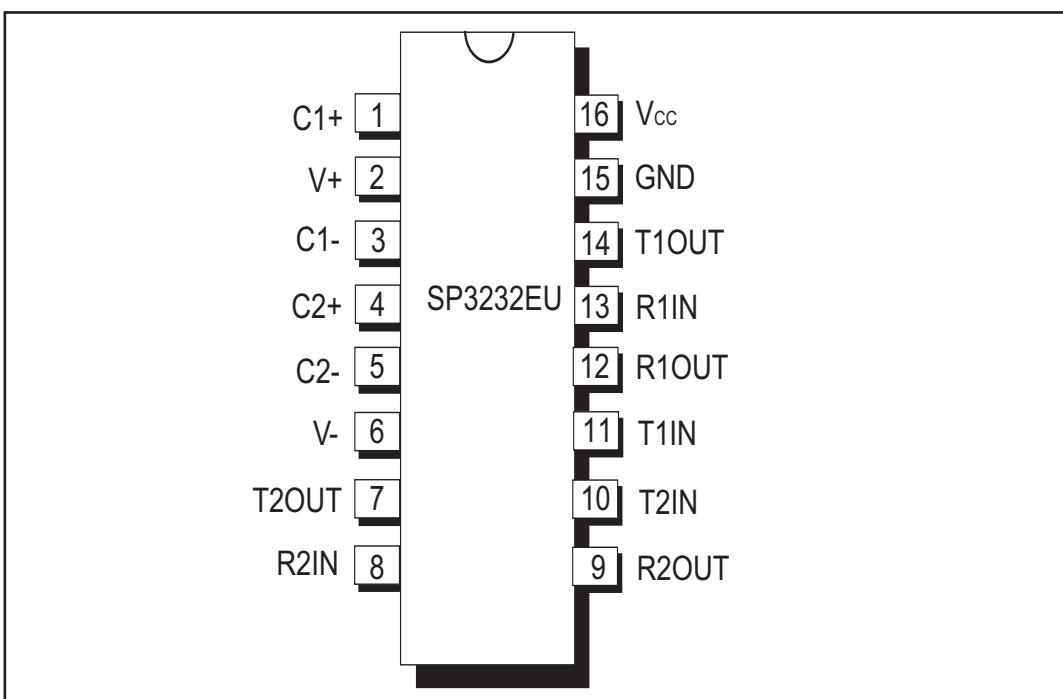 C1+ 1 16 Vcc
V+ 2 15 GND
C1- 3 14 T1OUT
C2+ 4 SP3232EU 13 R1IN
C2- 5 12 R1OUT
V- 6 11 T1IN
T2OUT 7 10 T2IN
R2IN 8 9 R2OUT